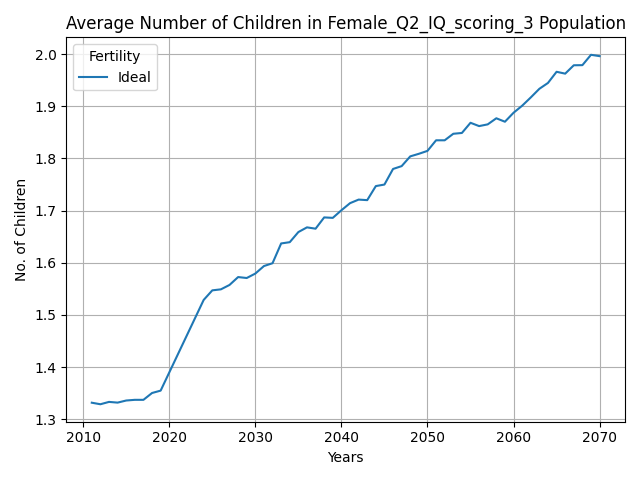 Average Number of Children in Female_Q2_IQ_scoring_3 Population
Fertility
Ideal
No. of Children
2.0
1.9
1.8
1.7
1.6
1.5
1.4
1.3
2010 2020 2030 2040 2050 2060 2070
Years